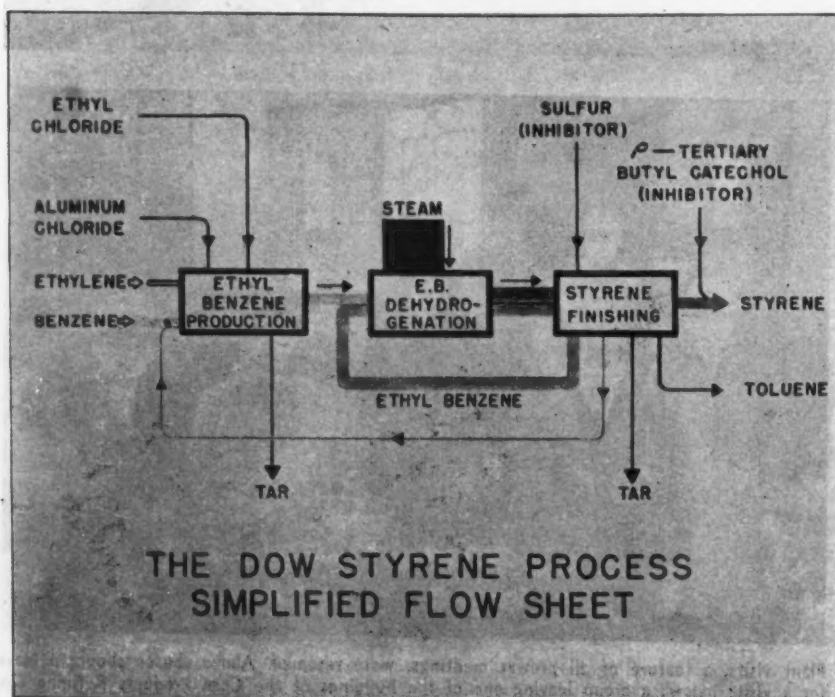 ETHYL
CHLORIDE
SULFUR
(INHIBITOR)
ρ — TERTIARY
BUTYL CATECHOL
(INHIBITOR)
ALUMINUM
CHLORIDE
STEAM
ETHYLENE
ETHYL
BENZENE
PRODUCTION
E.B.
DEHYDRO-
GENATION
STYRENE
FINISHING
STYRENE
BENZENE
ETHYL BENZENE
TOLUENE
TAR
TAR
THE DOW STYRENE PROCESS
SIMPLIFIED FLOW SHEET